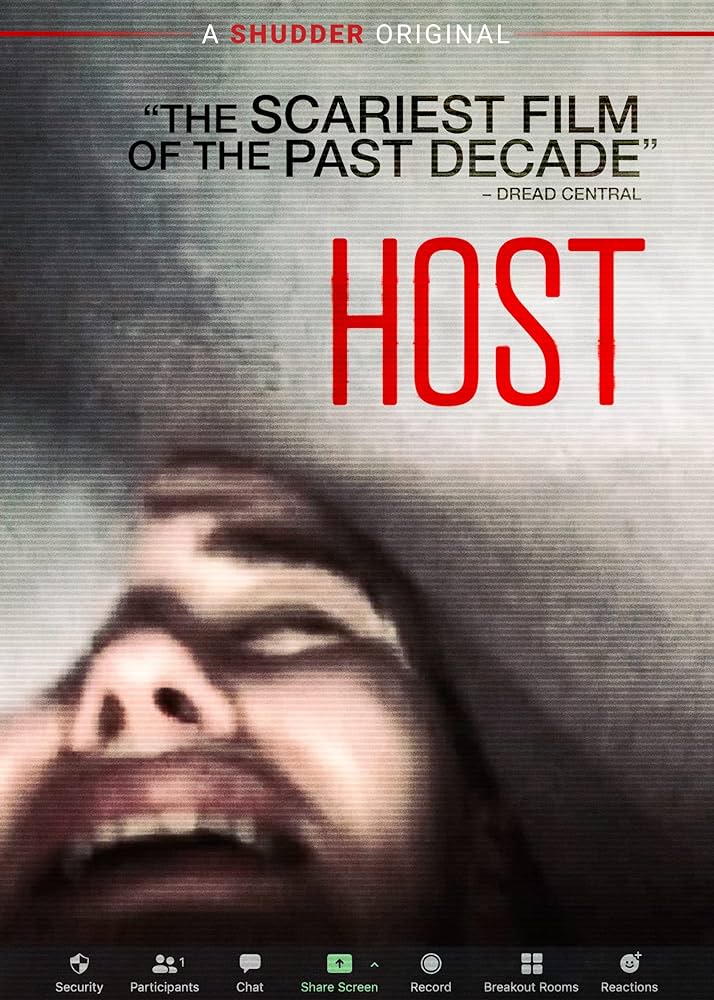 A SHUDDER ORIGINAL
“THE SCARIEST FILM
OF THE PAST DECADE”
– DREAD CENTRAL
HOST
1
Security Participants Chat Share Screen Record Breakout Rooms Reactions